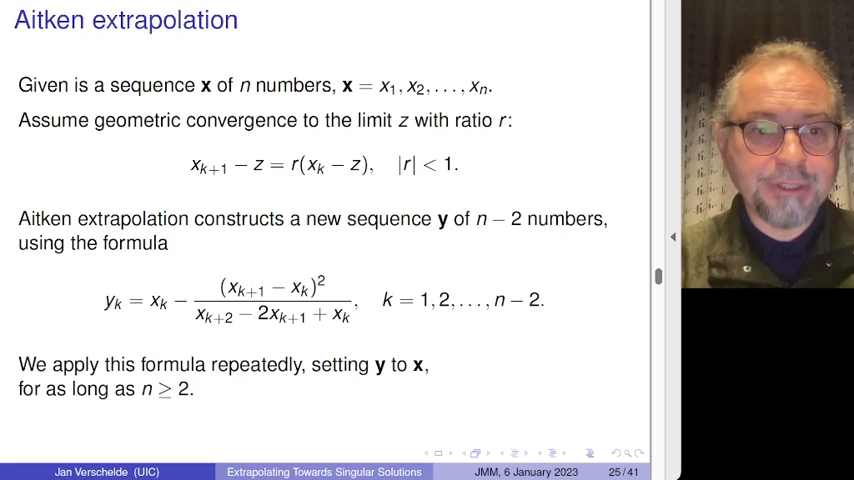 Aitken extrapolation
Given is a sequence x of n numbers, x = x₁, x₂, . . . , xₙ.
Assume geometric convergence to the limit z with ratio r:
xₖ₊₁ − z = r(xₖ − z), |r| < 1.
Aitken extrapolation constructs a new sequence y of n − 2 numbers,
using the formula
yₖ = xₖ − (xₖ₊₁ − xₖ)² / (xₖ₊₂ − 2xₖ₊₁ + xₖ), k = 1, 2, . . . , n − 2.
We apply this formula repeatedly, setting y to x,
for as long as n ≥ 2.
Jan Verschelde (UIC) Extrapolating Towards Singular Solutions JMM, 6 January 2023 25 / 41